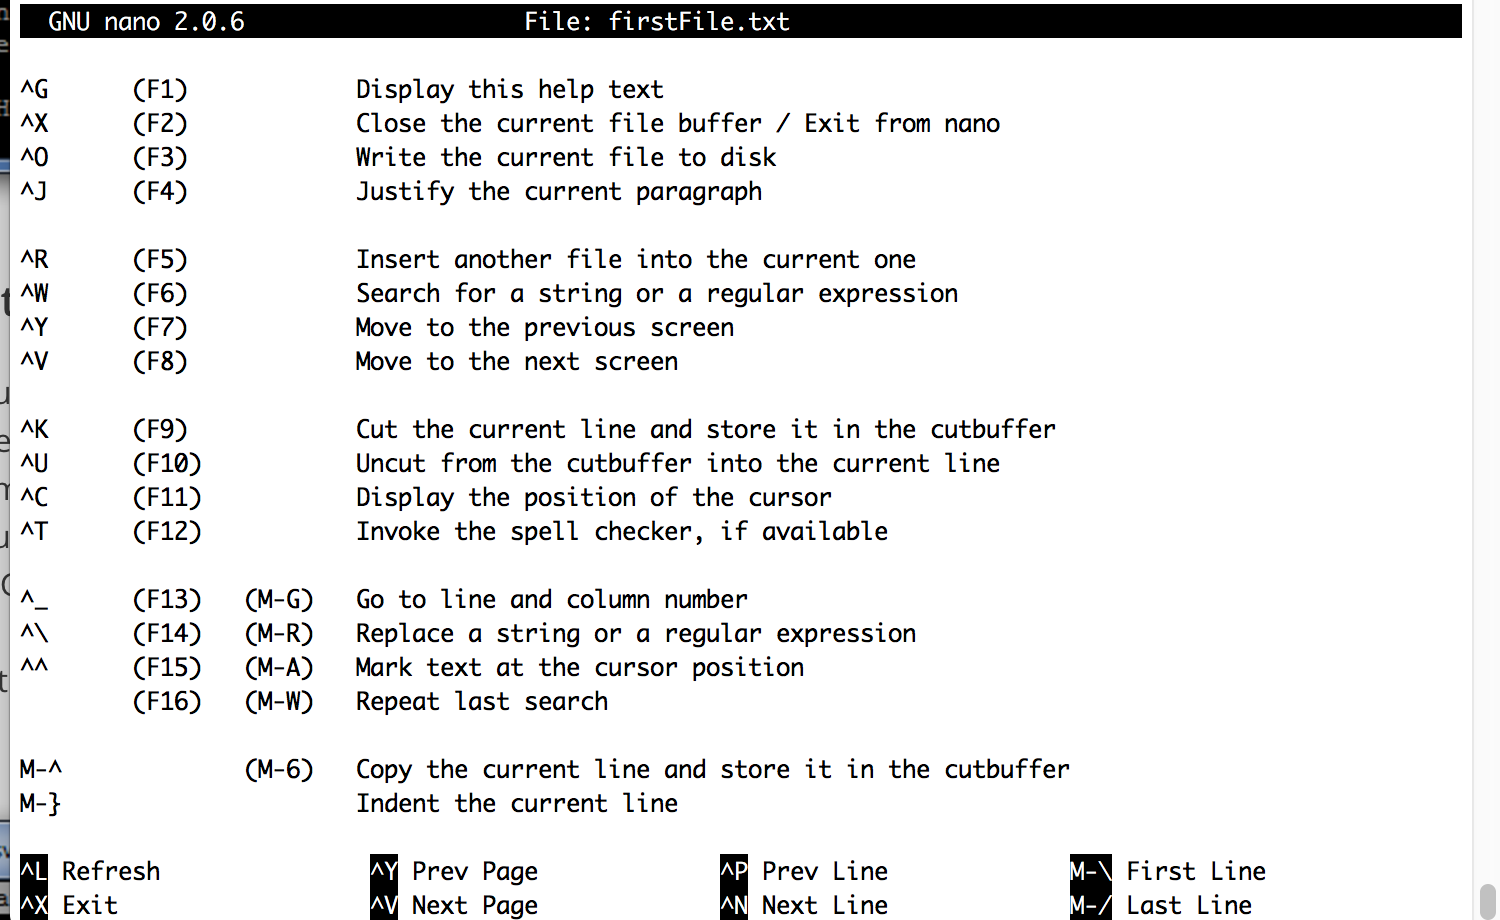 GNU nano 2.0.6 File: firstFile.txt
^G (F1) Display this help text
^X (F2) Close the current file buffer / Exit from nano
^O (F3) Write the current file to disk
^J (F4) Justify the current paragraph
^R (F5) Insert another file into the current one
^W (F6) Search for a string or a regular expression
^Y (F7) Move to the previous screen
^V (F8) Move to the next screen
^K (F9) Cut the current line and store it in the cutbuffer
^U (F10) Uncut from the cutbuffer into the current line
^C (F11) Display the position of the cursor
^T (F12) Invoke the spell checker, if available
^_ (F13) (M-G) Go to line and column number
^\ (F14) (M-R) Replace a string or a regular expression
^^ (F15) (M-A) Mark text at the cursor position
(F16) (M-W) Repeat last search
M-^ (M-6) Copy the current line and store it in the cutbuffer
M-} Indent the current line
^L Refresh ^Y Prev Page ^P Prev Line M-\ First Line
^X Exit ^V Next Page ^N Next Line M-/ Last Line